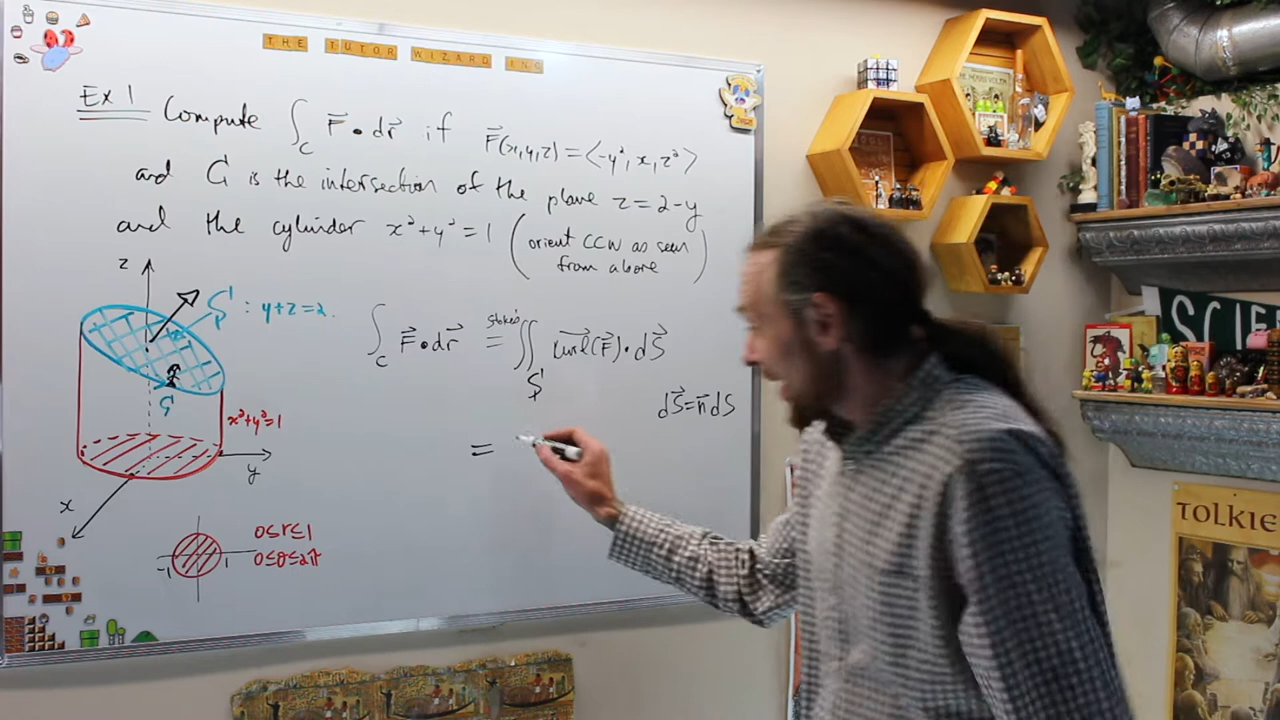 THE TUTOR WIZARD INC
Ex 1 Compute ∫_C F⃗ • dr⃗ if F⃗(x,y,z) = <-y², x, z²>
and C is the intersection of the plane z = 2 - y
and the cylinder x² + y² = 1 (orient CCW as seen
from above)
z
S : y + z = 2.
∫_C F⃗ • dr⃗ =^{Stokes} ∬_S curl(F⃗) • dS⃗
dS⃗ = n⃗ dS
C
x² + y² = 1
=
y
x
0 ≤ r ≤ 1
0 ≤ θ ≤ 2π
-1 1
SCIE
TOLKIE